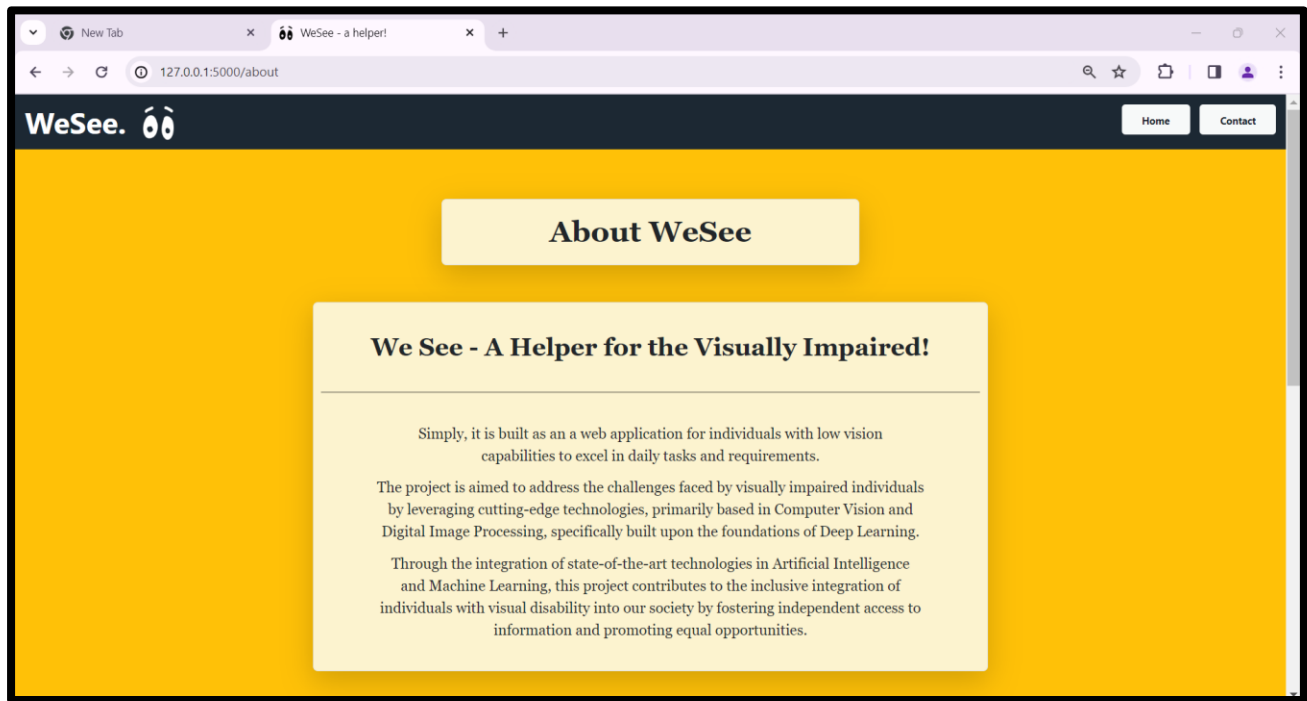 New Tab
WeSee - a helper!
127.0.0.1:5000/about
WeSee.
Home
Contact
About WeSee
We See - A Helper for the Visually Impaired!
Simply, it is built as an a web application for individuals with low vision
capabilities to excel in daily tasks and requirements.
The project is aimed to address the challenges faced by visually impaired individuals
by leveraging cutting-edge technologies, primarily based in Computer Vision and
Digital Image Processing, specifically built upon the foundations of Deep Learning.
Through the integration of state-of-the-art technologies in Artificial Intelligence
and Machine Learning, this project contributes to the inclusive integration of
individuals with visual disability into our society by fostering independent access to
information and promoting equal opportunities.